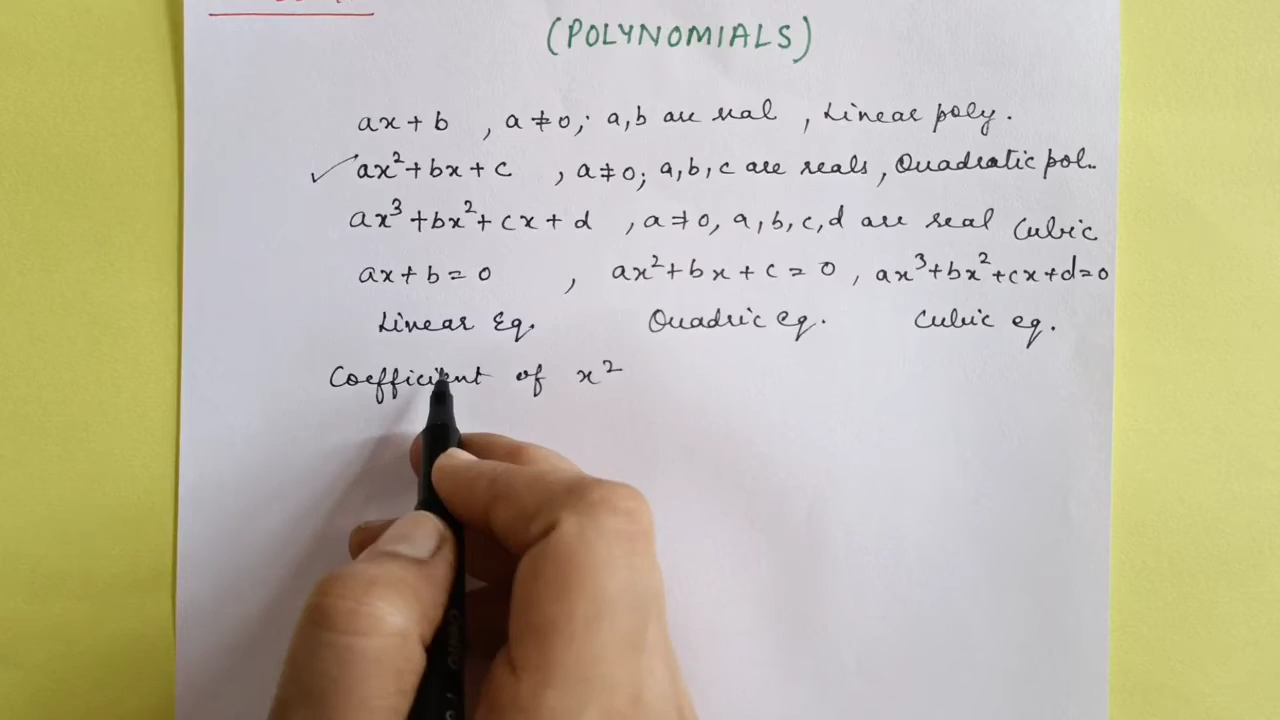 (POLYNOMIALS)
ax + b , a ≠ 0; a, b are real , Linear poly.
ax² + bx + c , a ≠ 0; a, b, c are reals, Quadratic pol..
ax³ + bx² + cx + d , a ≠ 0, a, b, c, d are real Cubic
ax + b = 0 , ax² + bx + c = 0 , ax³ + bx² + cx + d = 0
Linear Eq. Quadric eq. Cubic eq.
Coefficient of x²